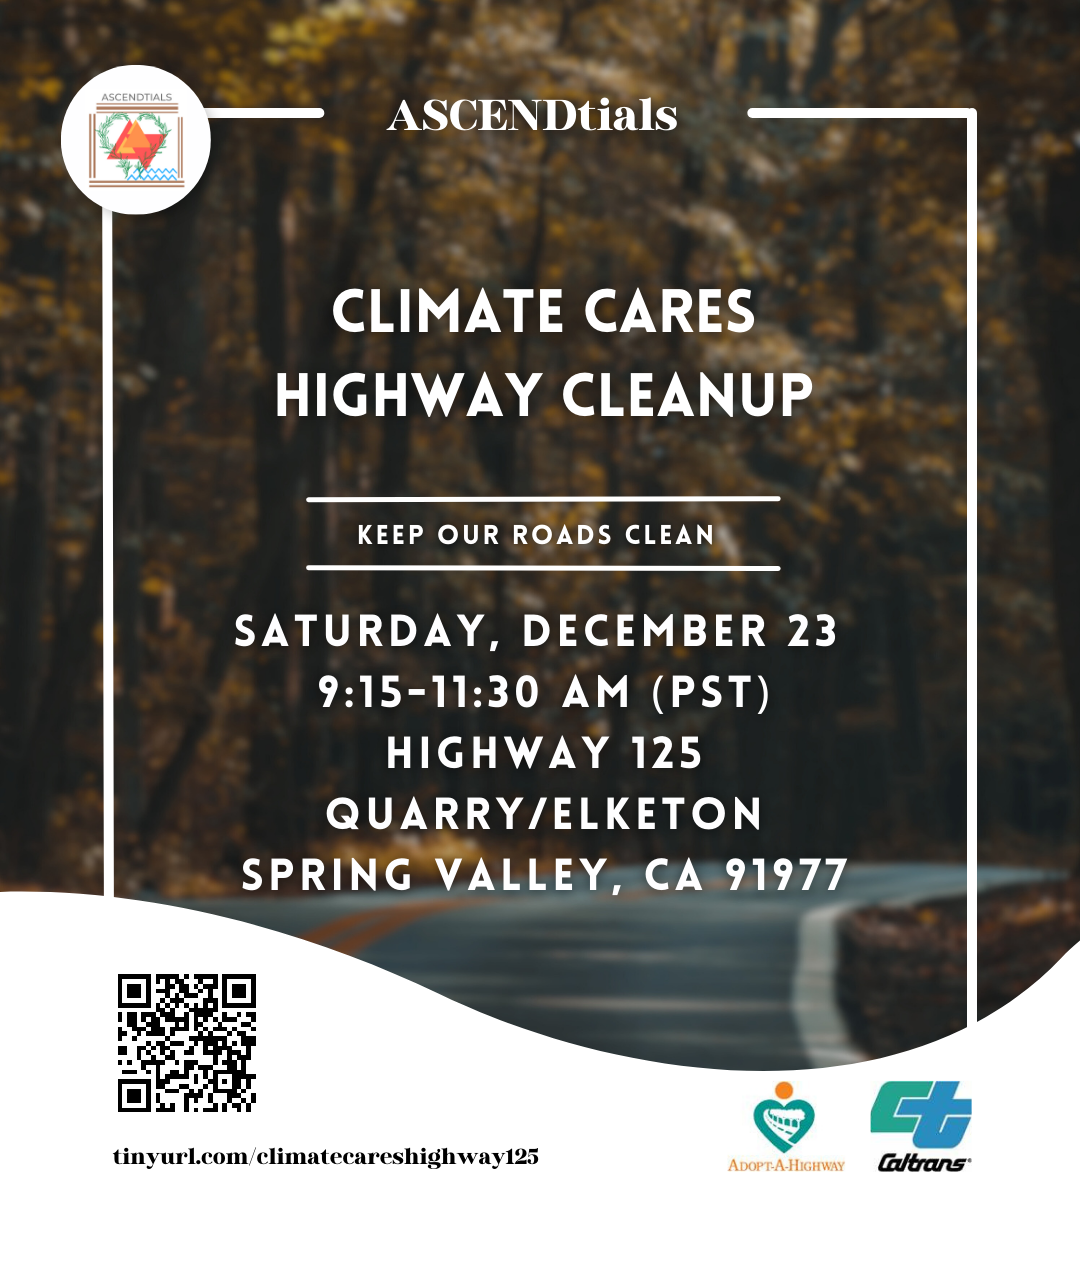 ASCENDTIALS
ASCENDtials
CLIMATE CARES
HIGHWAY CLEANUP
KEEP OUR ROADS CLEAN
SATURDAY, DECEMBER 23
9:15-11:30 AM (PST)
HIGHWAY 125
QUARRY/ELKETON
SPRING VALLEY, CA 91977
tinyurl.com/climatecareshighway125
ADOPT-A-HIGHWAY
Ct
Caltrans®